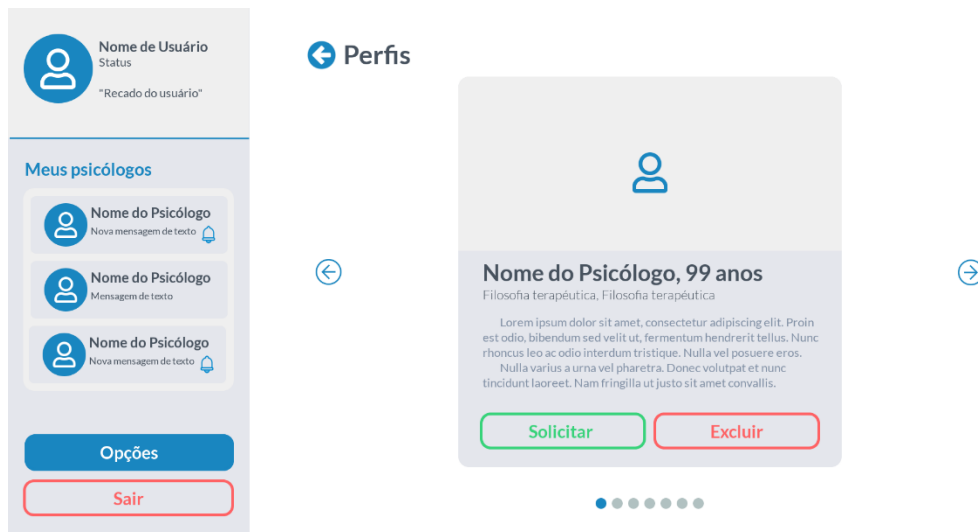 Nome de Usuário
Status
"Recado do usuário"
Meus psicólogos
Nome do Psicólogo
Nova mensagem de texto
Nome do Psicólogo
Mensagem de texto
Nome do Psicólogo
Nova mensagem de texto
Opções
Sair
Perfis
Nome do Psicólogo, 99 anos
Filosofia terapéutica, Filosofia terapéutica
Lorem ipsum dolor sit amet, consectetur adipiscing elit. Proin
est odio, bibendum sed velit ut, fermentum hendrerit tellus. Nunc
rhoncus leo ac odio interdum tristique. Nulla vel posuere eros.
Nulla varius a urna vel pharetra. Donec volutpat et nunc
tincidunt laoreet. Nam fringilla ut justo sit amet convallis.
Solicitar
Excluir